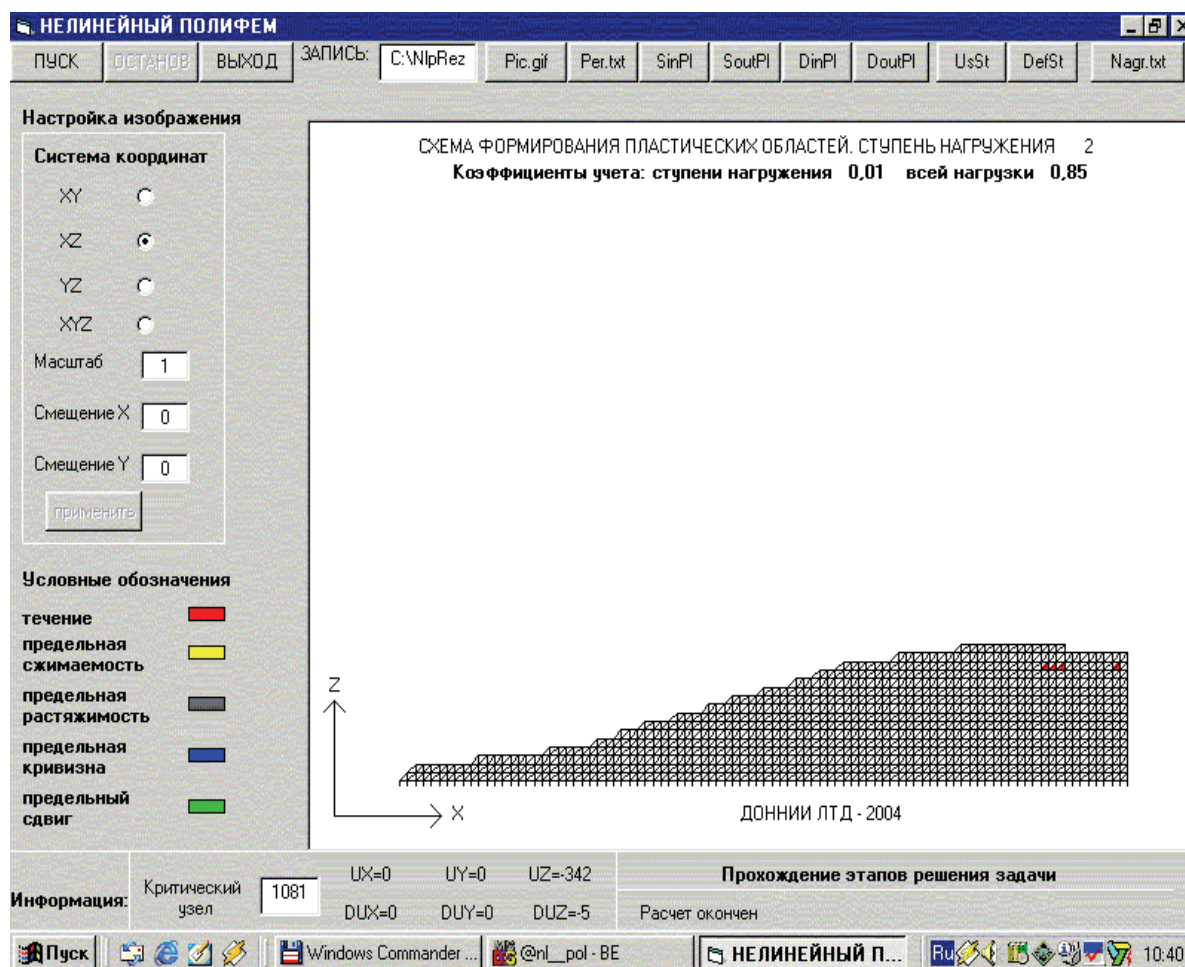 НЕЛИНЕЙНЫЙ ПОЛИФЕМ
ПУСК ОСТАНОВ ВЫХОД ЗАПИСЬ: C:\NlpRez Pic.gif Per.txt SinPl SoutPl DinPl DoutPl UsSt DefSt Nagr.txt
Настройка изображения
Система координат
XY
XZ
YZ
XYZ
Масштаб 1
Смещение X 0
Смещение Y 0
применить
Условные обозначения
течение
предельная
сжимаемость
предельная
растяжимость
предельная
кривизна
предельный
сдвиг
СХЕМА ФОРМИРОВАНИЯ ПЛАСТИЧЕСКИХ ОБЛАСТЕЙ. СТУПЕНЬ НАГРУЖЕНИЯ 2
Коэффициенты учета: ступени нагружения 0,01 всей нагрузки 0,85
Z
X
ДОННИИ ЛТД - 2004
Информация:
Критический
узел
1081
UX=0 UY=0 UZ=-342
DUX=0 DUY=0 DUZ=-5
Прохождение этапов решения задачи
Расчет окончен
Пуск Windows Commander ... @nl__pol - BE НЕЛИНЕЙНЫЙ П... Ru 10:40